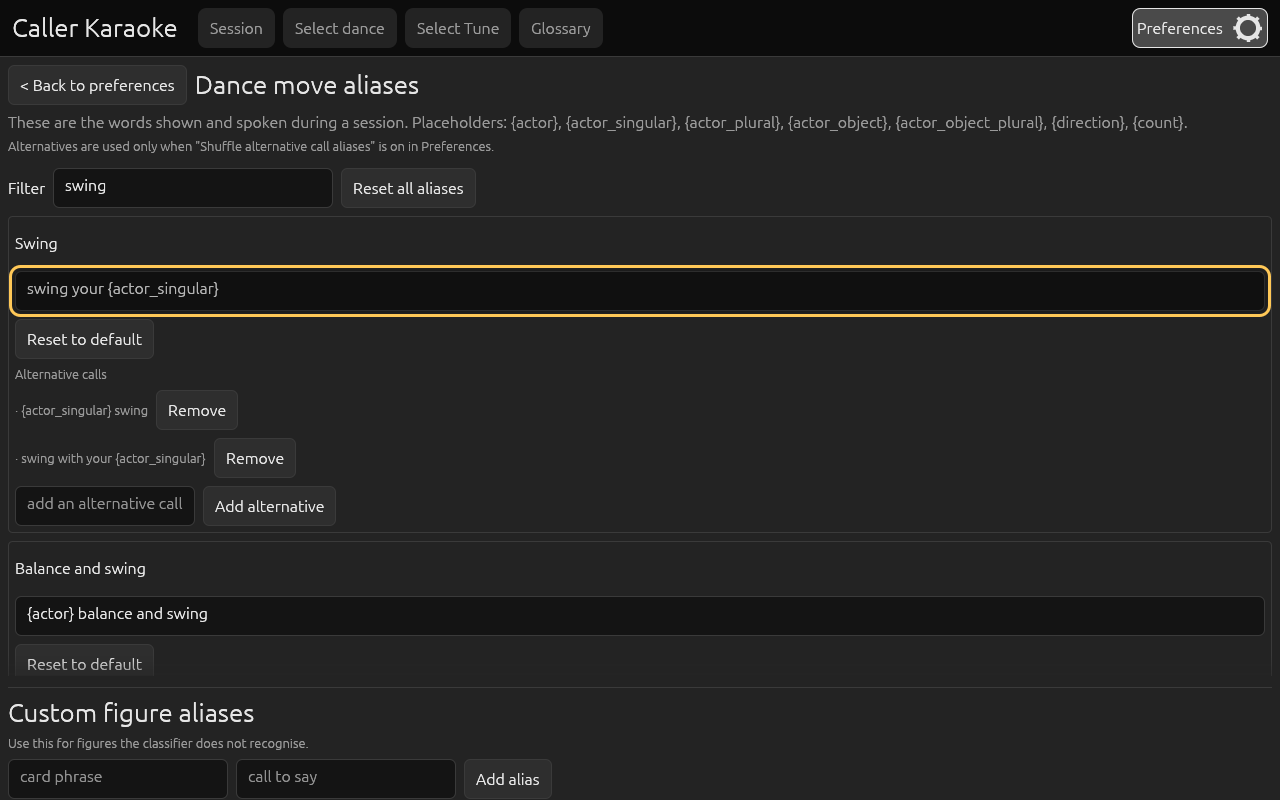 Caller Karaoke Session Select dance Select Tune Glossary Preferences
< Back to preferences Dance move aliases
These are the words shown and spoken during a session. Placeholders: {actor}, {actor_singular}, {actor_plural}, {actor_object}, {actor_object_plural}, {direction}, {count}.
Alternatives are used only when "Shuffle alternative call aliases" is on in Preferences.
Filter swing Reset all aliases
Swing
swing your {actor_singular}
Reset to default
Alternative calls
· {actor_singular} swing Remove
· swing with your {actor_singular} Remove
add an alternative call Add alternative
Balance and swing
{actor} balance and swing
Reset to default
Custom figure aliases
Use this for figures the classifier does not recognise.
card phrase call to say Add alias